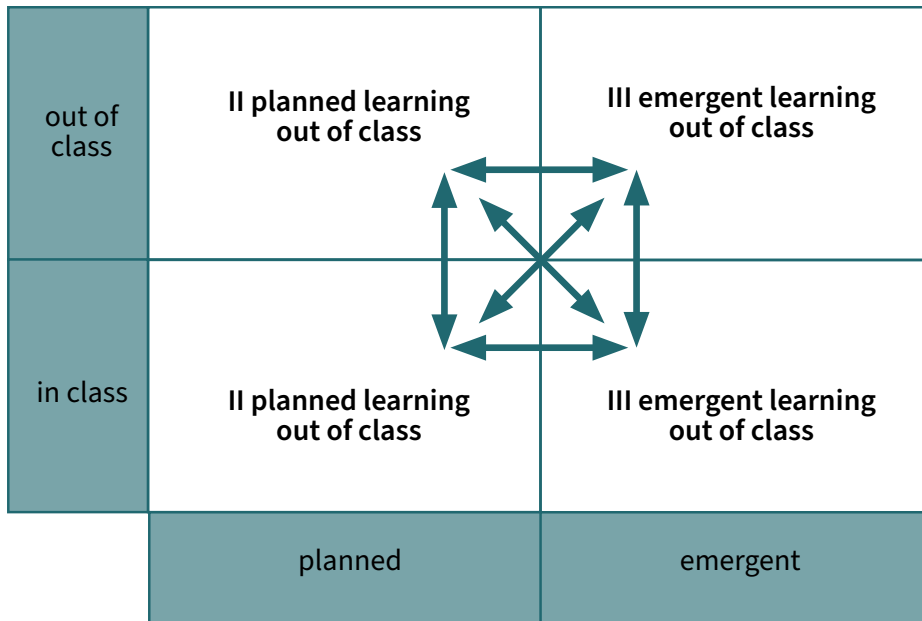 out of
class
II planned learning
out of class
III emergent learning
out of class
in class
II planned learning
out of class
III emergent learning
out of class
planned
emergent